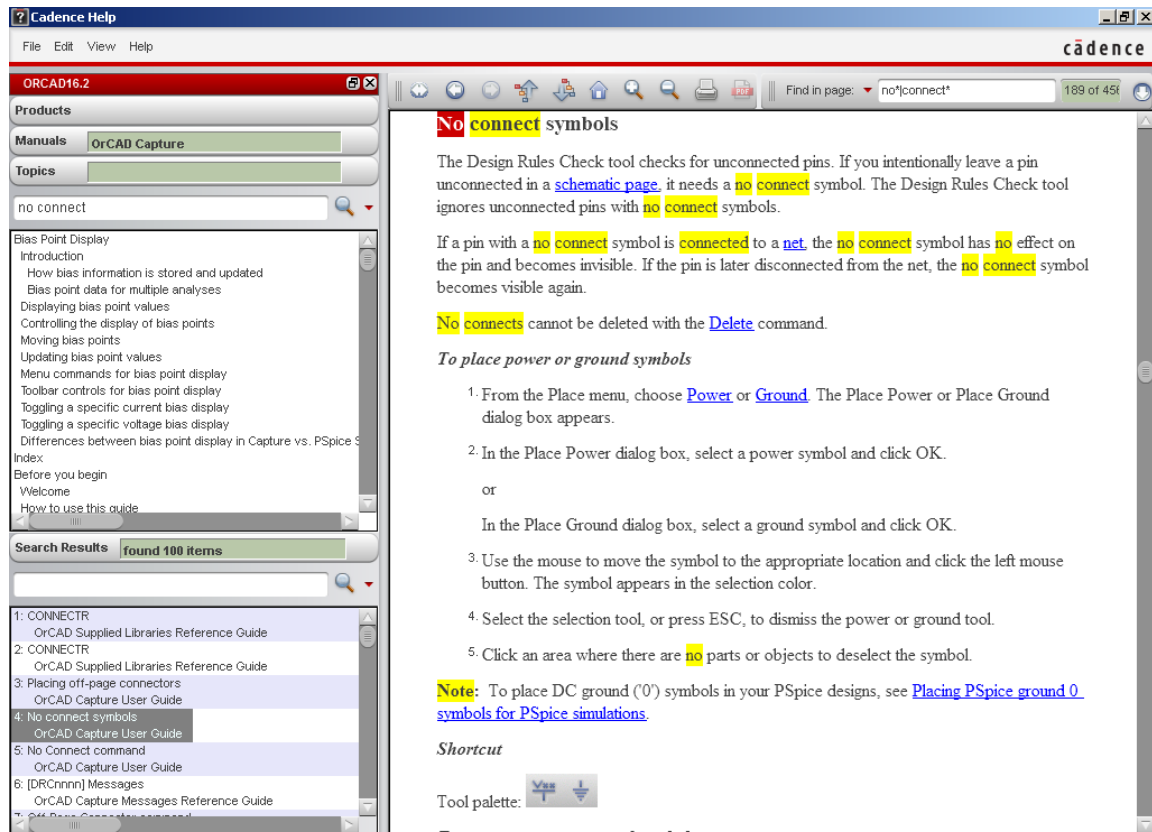 Cadence Help
File Edit View Help
cādence
ORCAD16.2
Products
Manuals OrCAD Capture
Topics
no connect
Bias Point Display
Introduction
How bias information is stored and updated
Bias point data for multiple analyses
Displaying bias point values
Controlling the display of bias points
Moving bias points
Updating bias point values
Menu commands for bias point display
Toolbar controls for bias point display
Toggling a specific current bias display
Toggling a specific voltage bias display
Differences between bias point display in Capture vs. PSpice S
Index
Before you begin
Welcome
How to use this guide
Search Results found 100 items
1: CONNECTR
OrCAD Supplied Libraries Reference Guide
2: CONNECTR
OrCAD Supplied Libraries Reference Guide
3: Placing off-page connectors
OrCAD Capture User Guide
4: No connect symbols
OrCAD Capture User Guide
5: No Connect command
OrCAD Capture User Guide
6: [DRCnnnn] Messages
OrCAD Capture Messages Reference Guide
7: Off-Page Connector command
Find in page: no*|connect* 189 of 456
No connect symbols
The Design Rules Check tool checks for unconnected pins. If you intentionally leave a pin
unconnected in a schematic page, it needs a no connect symbol. The Design Rules Check tool
ignores unconnected pins with no connect symbols.
If a pin with a no connect symbol is connected to a net, the no connect symbol has no effect on
the pin and becomes invisible. If the pin is later disconnected from the net, the no connect symbol
becomes visible again.
No connects cannot be deleted with the Delete command.
To place power or ground symbols
1. From the Place menu, choose Power or Ground. The Place Power or Place Ground
dialog box appears.
2. In the Place Power dialog box, select a power symbol and click OK.
or
In the Place Ground dialog box, select a ground symbol and click OK.
3. Use the mouse to move the symbol to the appropriate location and click the left mouse
button. The symbol appears in the selection color.
4. Select the selection tool, or press ESC, to dismiss the power or ground tool.
5. Click an area where there are no parts or objects to deselect the symbol.
Note: To place DC ground ('0') symbols in your PSpice designs, see Placing PSpice ground 0
symbols for PSpice simulations.
Shortcut
Tool palette: